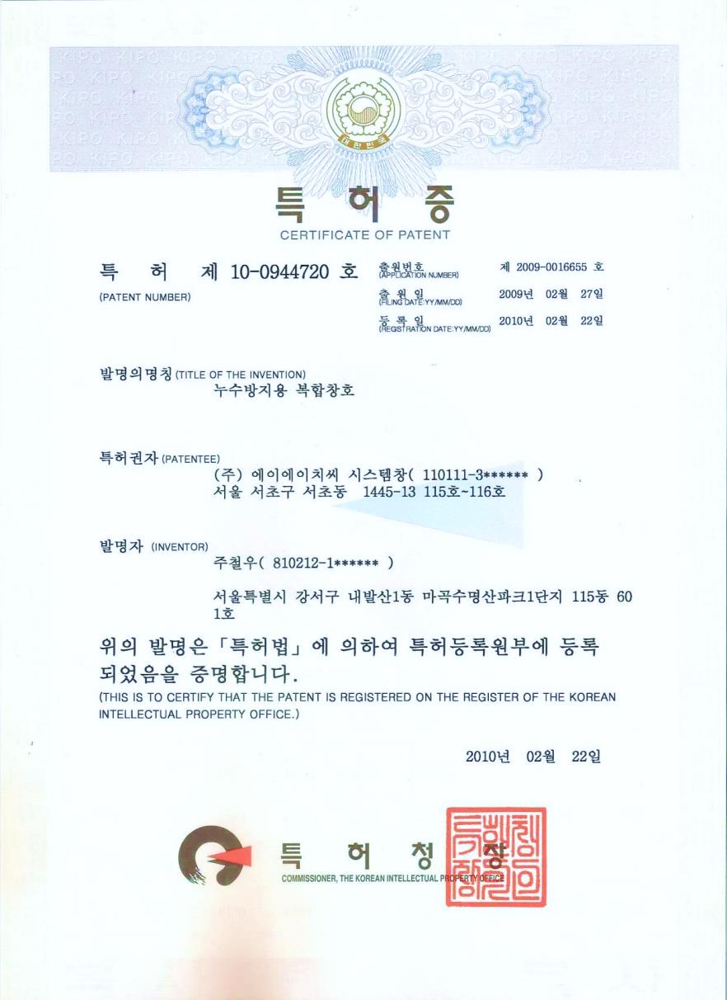 대한민국
특 허 증
CERTIFICATE OF PATENT
특 허 제 10-0944720 호
(PATENT NUMBER)
출원번호 제 2009-0016655 호
(APPLICATION NUMBER)
출 원 일 2009년 02월 27일
(FILING DATE:YY/MM/DD)
등 록 일 2010년 02월 22일
(REGISTRATION DATE:YY/MM/DD)
발명의명칭 (TITLE OF THE INVENTION)
누수방지용 복합창호
특허권자 (PATENTEE)
(주) 에이에이치씨 시스템창( 110111-3****** )
서울 서초구 서초동 1445-13 115호~116호
발명자 (INVENTOR)
주철우( 810212-1****** )
서울특별시 강서구 내발산1동 마곡수명산파크1단지 115동 60
1호
위의 발명은 「특허법」에 의하여 특허등록원부에 등록
되었음을 증명합니다.
(THIS IS TO CERTIFY THAT THE PATENT IS REGISTERED ON THE REGISTER OF THE KOREAN
INTELLECTUAL PROPERTY OFFICE.)
2010년 02월 22일
특 허 청 장
COMMISSIONER, THE KOREAN INTELLECTUAL PROPERTY OFFICE